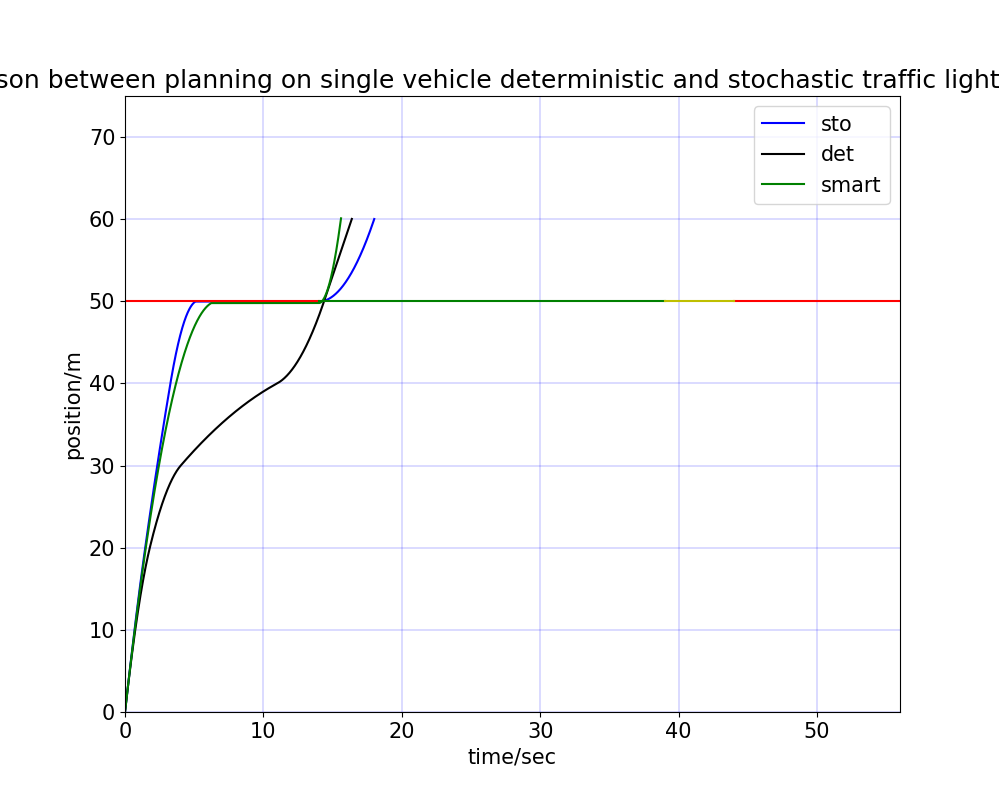 son between planning on single vehicle deterministic and stochastic traffic light
sto
det
smart
70
60
50
40
30
20
10
0
position/m
0 10 20 30 40 50
time/sec